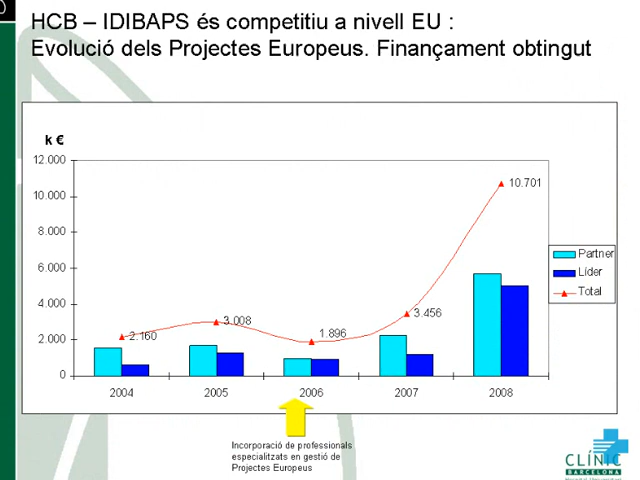 HCB – IDIBAPS és competitiu a nivell EU :
Evolució dels Projectes Europeus. Finançament obtingut
k €
12.000
10.000
8.000
6.000
4.000
2.000
0
2.160
3.008
1.896
3.456
10.701
2004
2005
2006
2007
2008
Partner
Líder
Total
Incorporació de professionals
especialitzats en gestió de
Projectes Europeus
CLÍNIC
BARCELONA
Hospital Universitari